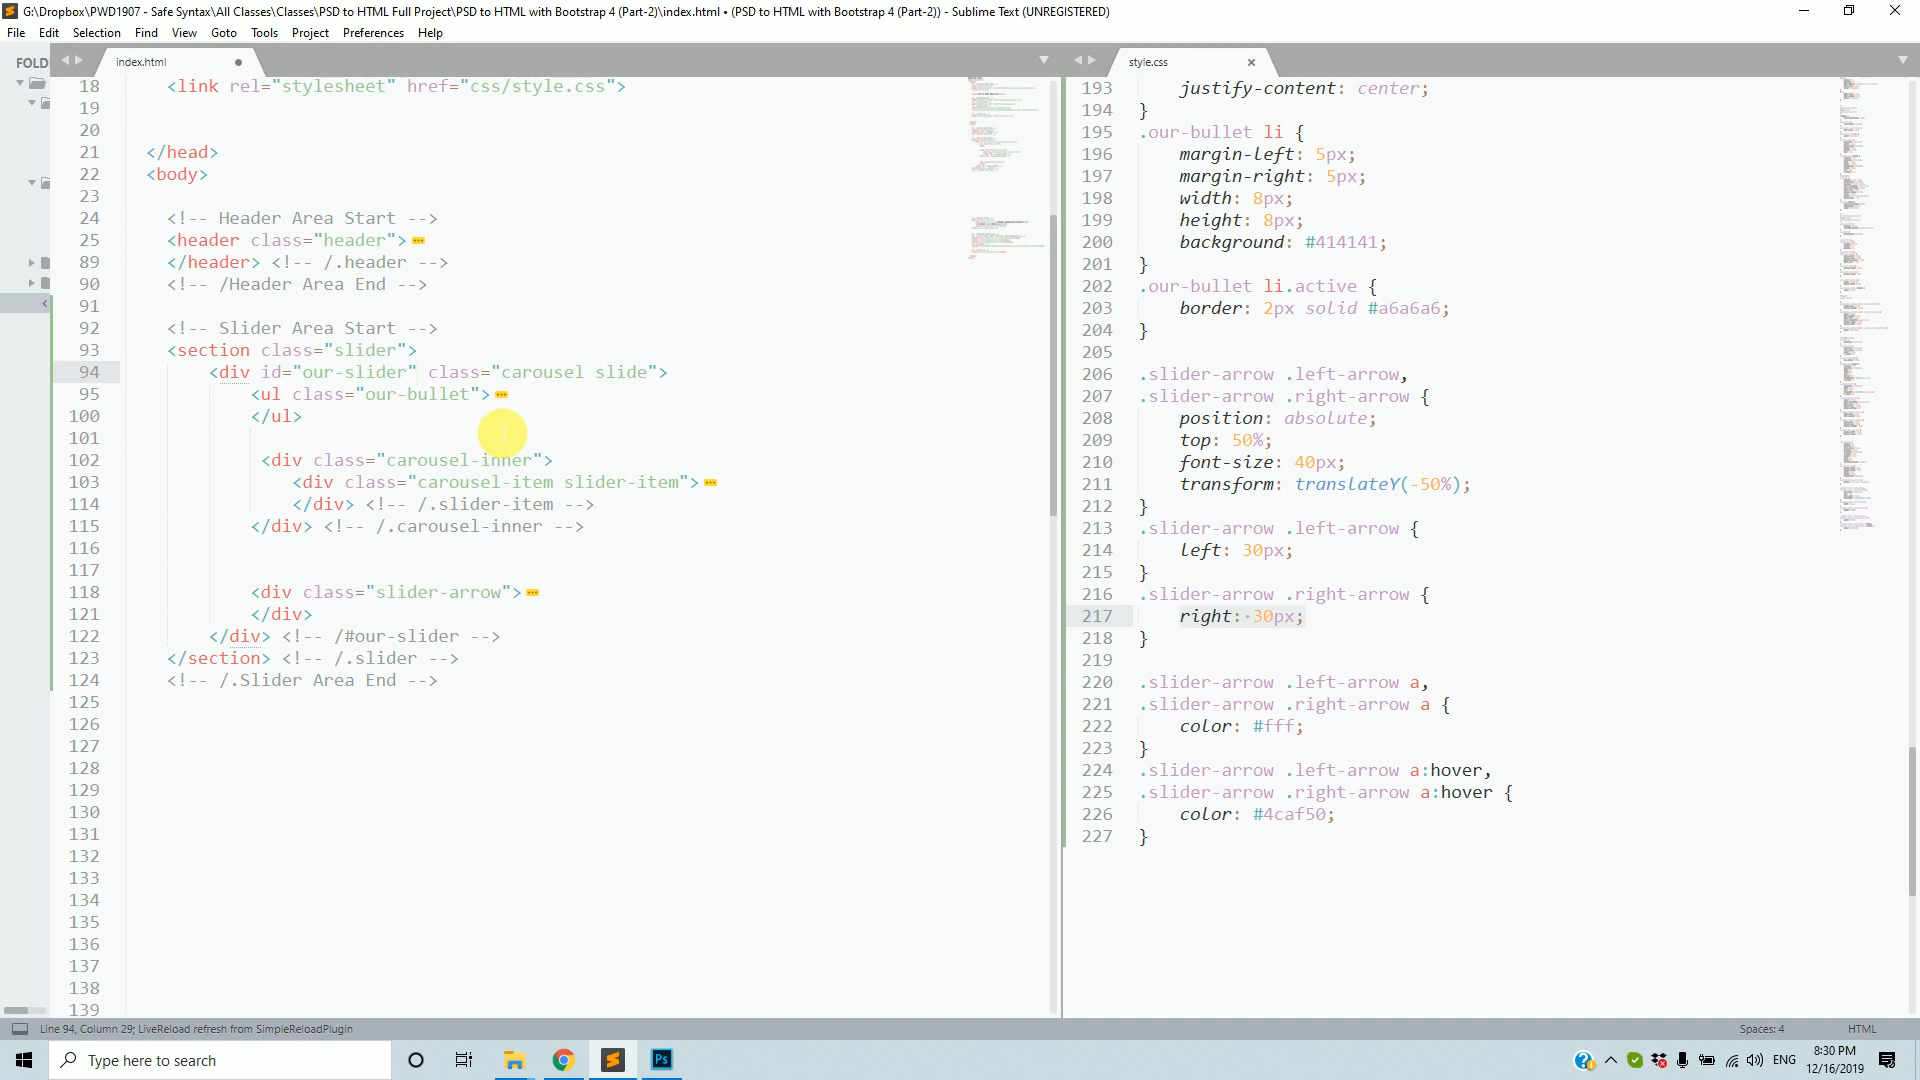 G:\Dropbox\PWD1907 - Safe Syntax\All Classes\Classes\PSD to HTML Full Project\PSD to HTML with Bootstrap 4 (Part-2)\index.html • (PSD to HTML with Bootstrap 4 (Part-2)) - Sublime Text (UNREGISTERED)
File Edit Selection Find View Goto Tools Project Preferences Help
FOLD
index.html
style.css
18 <link rel="stylesheet" href="css/style.css">
19
20
21 </head>
22 <body>
23
24 <!-- Header Area Start -->
25 <header class="header">
89 </header> <!-- /.header -->
90 <!-- /Header Area End -->
91
92 <!-- Slider Area Start -->
93 <section class="slider">
94 <div id="our-slider" class="carousel slide">
95 <ul class="our-bullet">
100 </ul>
101
102 <div class="carousel-inner">
103 <div class="carousel-item slider-item">
114 </div> <!-- /.slider-item -->
115 </div> <!-- /.carousel-inner -->
116
117
118 <div class="slider-arrow">
121 </div>
122 </div> <!-- /#our-slider -->
123 </section> <!-- /.slider -->
124 <!-- /.Slider Area End -->
125
126
127
128
129
130
131
132
133
134
135
136
137
138
139
193 justify-content: center;
194 }
195 .our-bullet li {
196 margin-left: 5px;
197 margin-right: 5px;
198 width: 8px;
199 height: 8px;
200 background: #414141;
201 }
202 .our-bullet li.active {
203 border: 2px solid #a6a6a6;
204 }
205
206 .slider-arrow .left-arrow,
207 .slider-arrow .right-arrow {
208 position: absolute;
209 top: 50%;
210 font-size: 40px;
211 transform: translateY(-50%);
212 }
213 .slider-arrow .left-arrow {
214 left: 30px;
215 }
216 .slider-arrow .right-arrow {
217 right: 30px;
218 }
219
220 .slider-arrow .left-arrow a,
221 .slider-arrow .right-arrow a {
222 color: #fff;
223 }
224 .slider-arrow .left-arrow a:hover,
225 .slider-arrow .right-arrow a:hover {
226 color: #4caf50;
227 }
Line 94, Column 29; LiveReload refresh from SimpleReloadPlugin
Spaces: 4
HTML
Type here to search
Ps
ENG
8:30 PM
12/16/2019